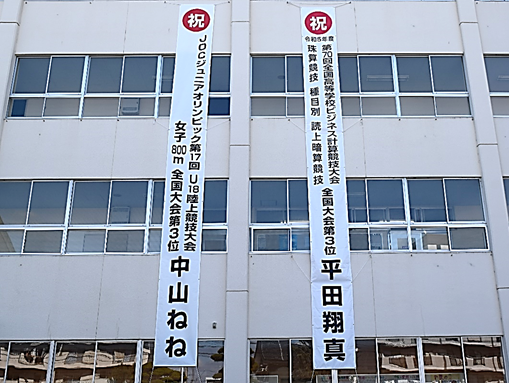 祝
JOCジュニアオリンピック第17回 U18陸上競技大会
女子800m 全国大会第3位
中山ねね
祝
令和5年度
第70回全国高等学校ビジネス計算競技大会
珠算競技 種目別 読上暗算競技
全国大会第3位
平田翔真